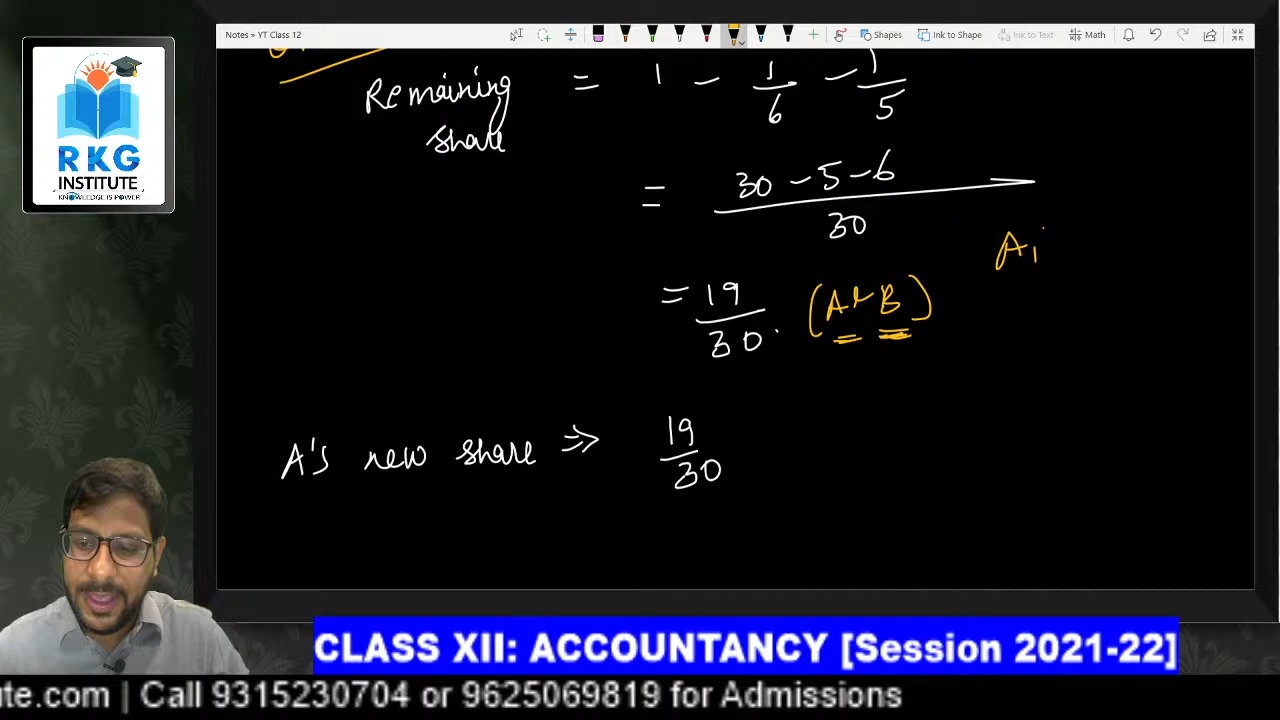 Notes » YT Class 12
Shapes
Ink to Shape
Ink to Text
Math
RKG
INSTITUTE
KNOWLEDGE IS POWER
Remaining = 1 - 1/6 - 1/5
share
= 30 - 5 - 6 / 30
A:
= 19/30. (A & B)
A's new share ⇒ 19/30
CLASS XII: ACCOUNTANCY [Session 2021-22]
ute.com | Call 9315230704 or 9625069819 for Admissions